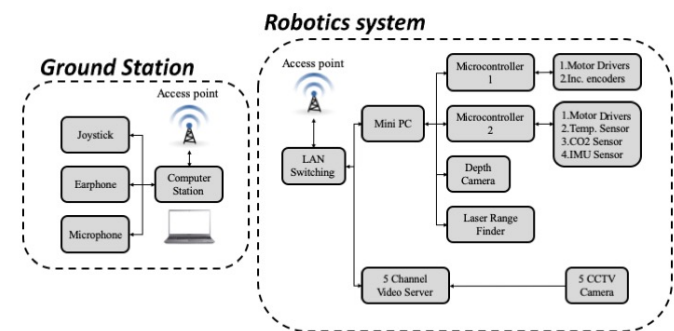 Robotics system
Ground Station
Access point
Joystick
Earphone
Microphone
Computer
Station
Access point
LAN
Switching
Mini PC
Microcontroller
1
1.Motor Drivers
2.Inc. encoders
Microcontroller
2
1.Motor Drivers
2.Temp. Sensor
3.CO2 Sensor
4.IMU Sensor
Depth
Camera
Laser Range
Finder
5 Channel
Video Server
5 CCTV
Camera